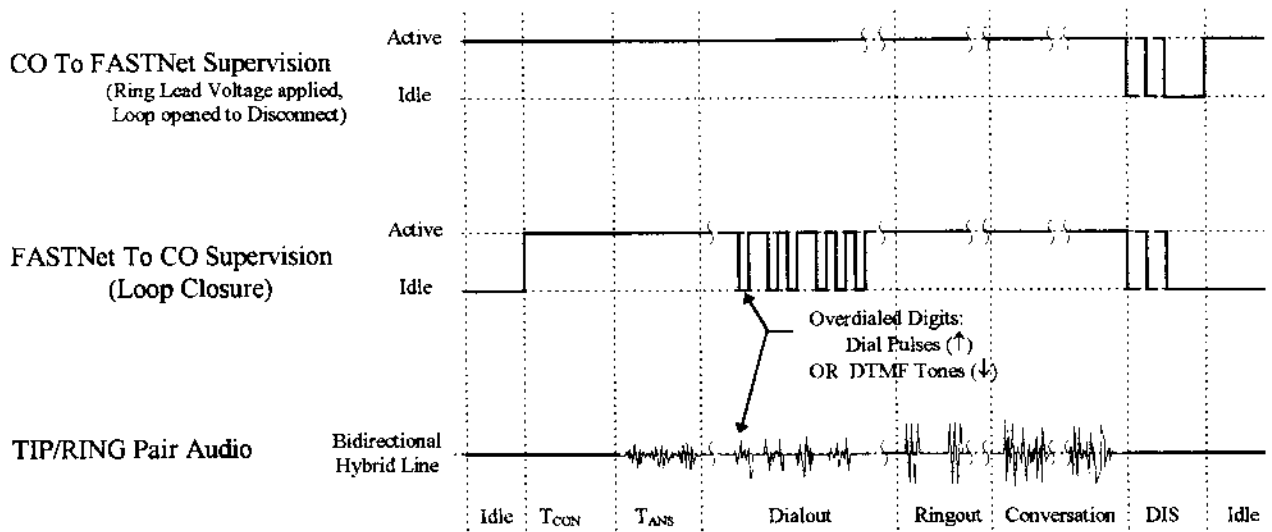 Active
CO To FASTNet Supervision
(Ring Lead Voltage applied,
Loop opened to Disconnect)
Idle
Active
FASTNet To CO Supervision
(Loop Closure)
Idle
Overdialed Digits:
Dial Pulses (↑)
OR DTMF Tones (↓)
TIP/RING Pair Audio
Bidirectional
Hybrid Line
Idle TCON TANS Dialout Ringout Conversation DIS Idle